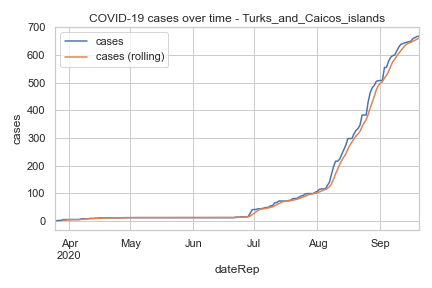 COVID-19 cases over time - Turks_and_Caicos_islands
cases
cases (rolling)
700
600
500
400
300
200
100
0
cases
Apr May Jun Jul Aug Sep
2020
dateRep